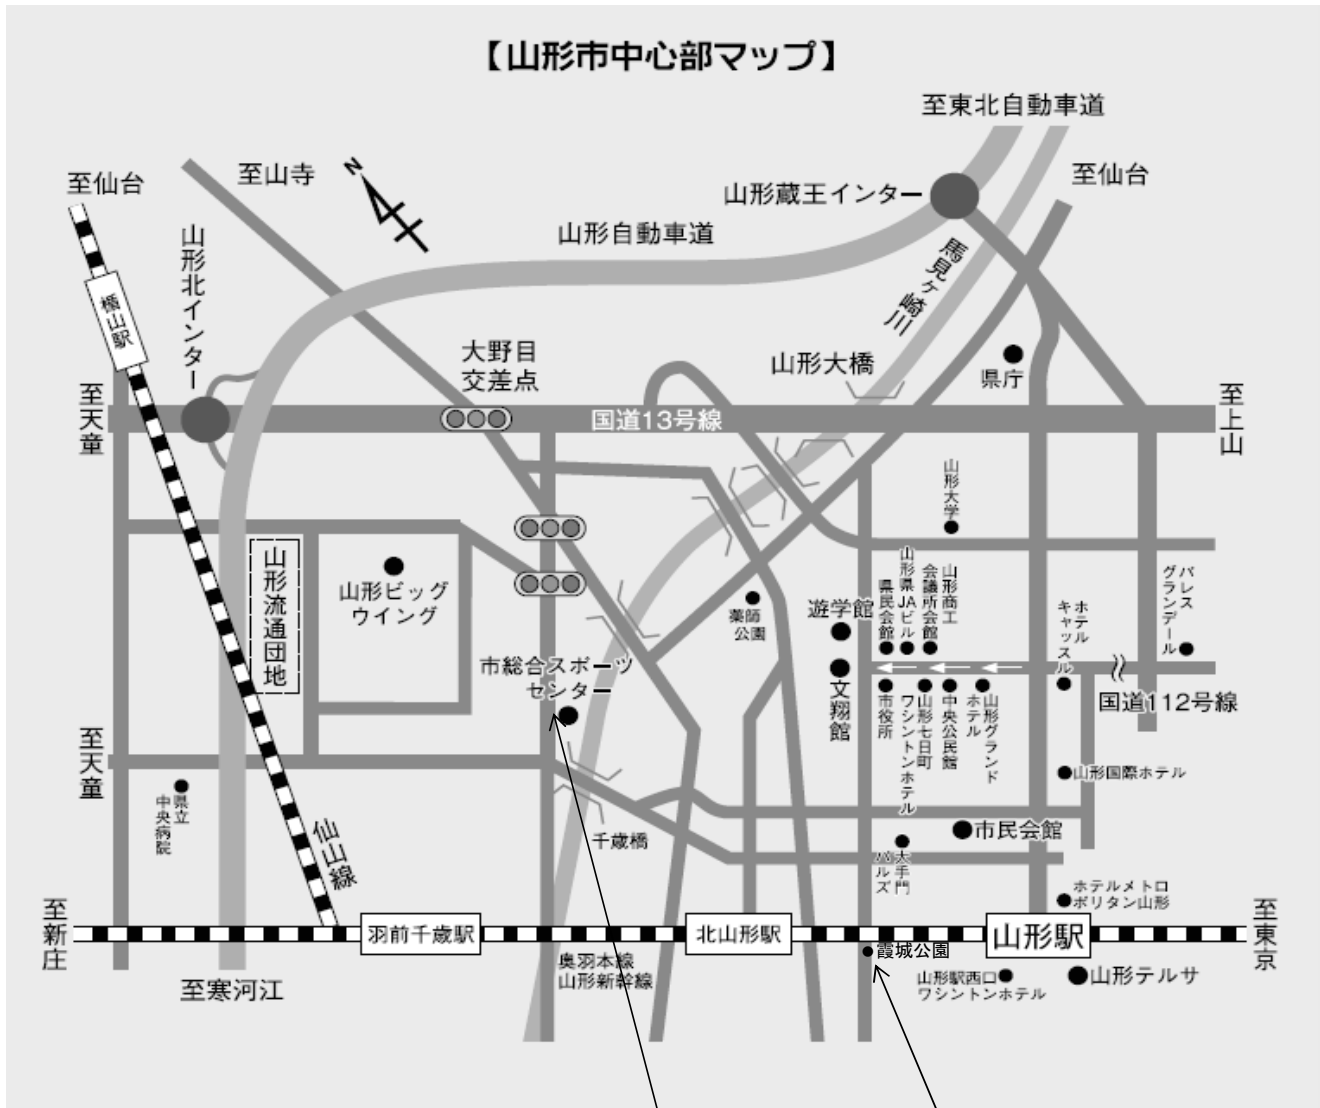 【山形市中心部マップ】
至東北自動車道
至仙台
至山寺
N
山形蔵王インター
至仙台
山形自動車道
山形北インター
馬見ヶ崎川
楯山駅
大野目
交差点
山形大橋
県庁
至天童
国道13号線
至上山
山形大学
山形流通団地
山形ビッグ
ウイング
薬師
公園
遊学館
県民会館
山形県JAビル
会議所会館
山形商工
ホテル
キャッスル
パレス
グランデール
市総合スポーツ
センター
文翔館
市役所
ワシントンホテル
山形七日町
中央公民館
ホテル
山形グランド
国道112号線
至天童
県立
中央病院
山形国際ホテル
仙山線
千歳橋
市民会館
大手門
パルズ
ホテルメトロ
ポリタン山形
至新庄
羽前千歳駅
北山形駅
山形駅
至東京
奥羽本線
山形新幹線
霞城公園
山形駅西口
ワシントンホテル
山形テルサ
至寒河江